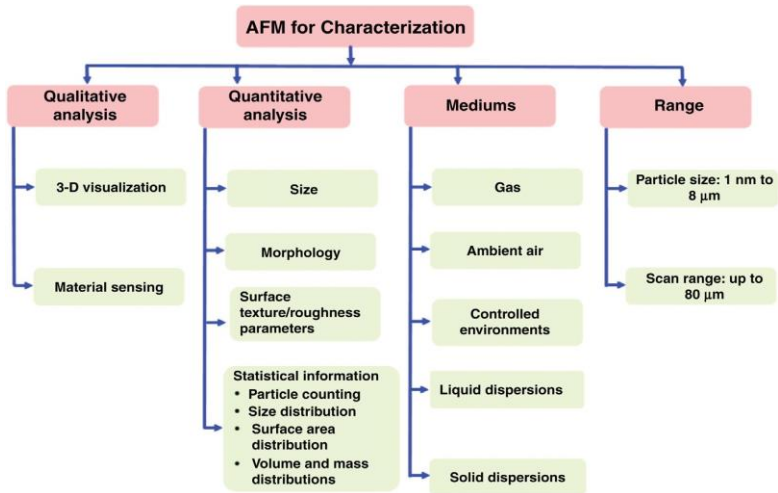 AFM for Characterization
Qualitative
analysis
3-D visualization
Material sensing
Quantitative
analysis
Size
Morphology
Surface
texture/roughness
parameters
Statistical information
• Particle counting
• Size distribution
• Surface area
distribution
• Volume and mass
distributions
Mediums
Gas
Ambient air
Controlled
environments
Liquid dispersions
Solid dispersions
Range
Particle size: 1 nm to
8 μm
Scan range: up to
80 μm